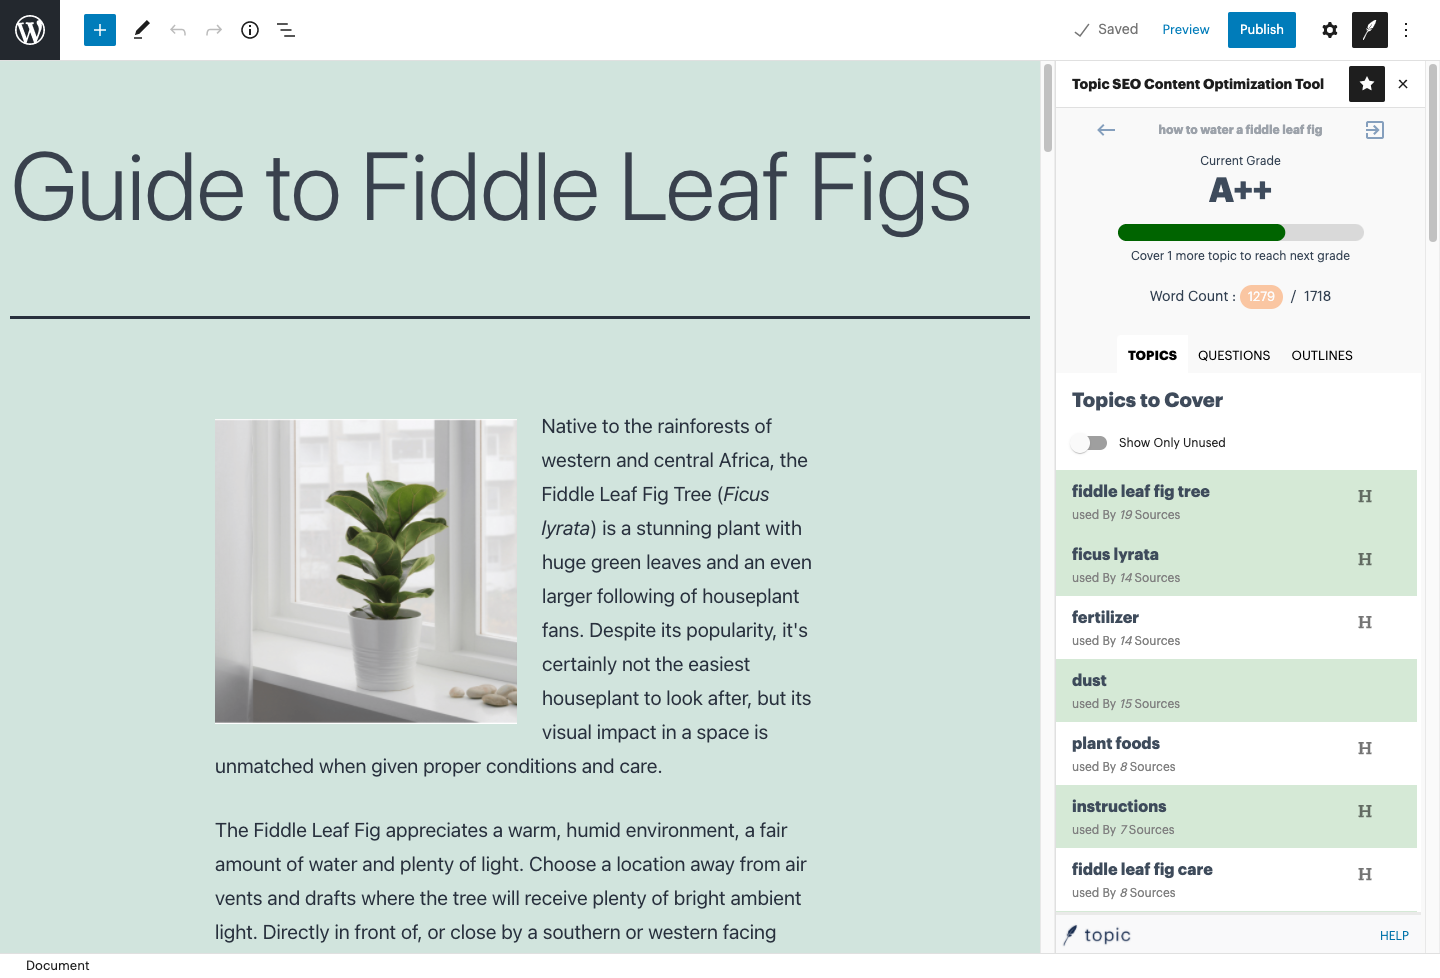 Saved
Preview
Publish
Topic SEO Content Optimization Tool
how to water a fiddle leaf fig
Current Grade
A++
Cover 1 more topic to reach next grade
Word Count : 1279 / 1718
TOPICS QUESTIONS OUTLINES
Topics to Cover
Show Only Unused
fiddle leaf fig tree
H
used By 19 Sources
ficus lyrata
H
used By 14 Sources
fertilizer
H
used By 14 Sources
dust
used By 15 Sources
plant foods
H
used By 8 Sources
instructions
H
used By 7 Sources
fiddle leaf fig care
H
used By 8 Sources
topic
HELP
Guide to Fiddle Leaf Figs
Native to the rainforests of
western and central Africa, the
Fiddle Leaf Fig Tree (Ficus
lyrata) is a stunning plant with
huge green leaves and an even
larger following of houseplant
fans. Despite its popularity, it's
certainly not the easiest
houseplant to look after, but its
visual impact in a space is
unmatched when given proper conditions and care.
The Fiddle Leaf Fig appreciates a warm, humid environment, a fair
amount of water and plenty of light. Choose a location away from air
vents and drafts where the tree will receive plenty of bright ambient
light. Directly in front of, or close by a southern or western facing
Document